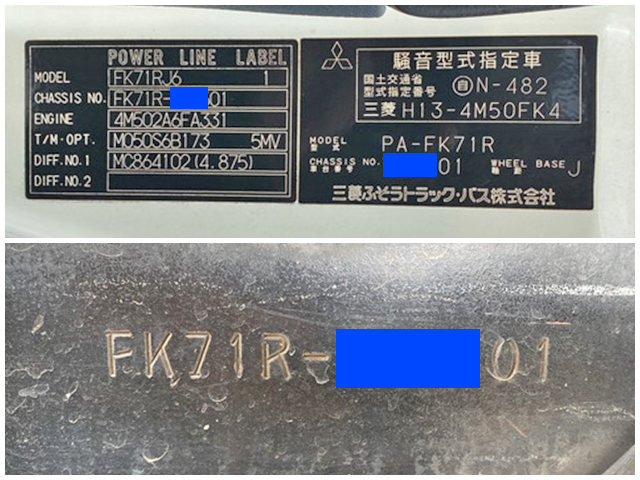 POWER LINE LABEL
MODEL FK71RJ6 1
CHASSIS NO. FK71R- 01
ENGINE 4M502A6FA331
T/M·OPT. M050S6B173 5MV
DIFF.NO.1 MC864102(4.875)
DIFF.NO.2
騒音型式指定車
国土交通省
型式指定番号 自N-482
三菱 H13-4M50FK4
MODEL
型式 PA-FK71R
CHASSIS NO.
車台番号 01 WHEEL BASE
軸距 J
三菱ふそうトラック・バス株式会社
FK71R- 01